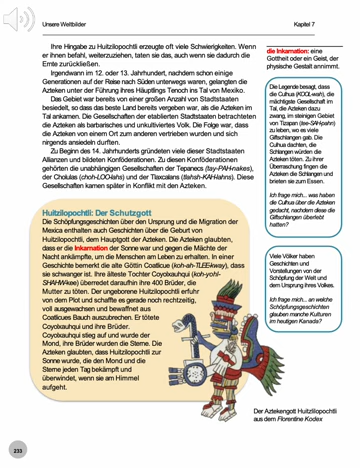 Unsere Weltbilder
Kapitel 7
Ihre Hingabe zu Huitzilopochtli erzeugte oft viele Schwierigkeiten. Wenn
er ihnen befahl, weiterzuziehen, taten sie das, auch wenn sie dadurch die
Ernte zurückließen.
Irgendwann im 12. oder 13. Jahrhundert, nachdem schon einige
Generationen auf der Reise nach Süden unterwegs waren, gelangten die
Azteken unter der Führung ihres Häuptlings Tenoch ins Tal von Mexiko.
Das Gebiet war bereits von einer großen Anzahl von Stadtstaaten
besiedelt, so dass das beste Land bereits vergeben war, als die Azteken im
Tal ankamen. Die Gesellschaften der etablierten Stadtstaaten betrachteten
die Azteken als barbarisches und unkultiviertes Volk. Die Folge war, dass
die Azteken von einem Ort zum anderen vertrieben wurden und sich
nirgends ansiedeln durften.
Zu Beginn des 14. Jahrhunderts gründeten viele dieser Stadtstaaten
Allianzen und bildeten Konföderationen. Zu diesen Konföderationen
gehörten die unabhängigen Gesellschaften der Tepanecs (tay-PAH-nakes),
der Cholulas (choh-LOOlahs) und der Tlaxcalans (tlahsh-KAHlahns). Diese
Gesellschaften kamen später in Konflikt mit den Azteken.
Huitzilopochtli: Der Schutzgott
Die Schöpfungsgeschichten über den Ursprung und die Migration der
Mexica enthalten auch Geschichten über die Geburt von
Huitzilopochtli, dem Hauptgott der Azteken. Die Azteken glaubten,
dass er die Inkarnation der Sonne war und gegen die Mächte der
Nacht ankämpfte, um die Menschen am Leben zu erhalten. In einer
Geschichte bemerkt die alte Göttin Coatlicue (koh-ah-TLEE-kway), dass
sie schwanger ist. Ihre älteste Tochter Coyolxauhqui (koh-yohl-
SHAHW-kee) überredet daraufhin ihre 400 Brüder, die
Mutter zu töten. Der ungeborene Huitzilopochtli erfuhr
von dem Plot und schaffte es gerade noch rechtzeitig,
voll ausgewachsen und bewaffnet aus
Coatlicues Bauch auszubrechen. Er tötete
Coyolxauhqui und ihre Brüder.
Coyolxauhqui stieg auf und wurde der
Mond, ihre Brüder wurden die Sterne. Die
Azteken glaubten, dass Huitzilopochtli zur
Sonne wurde, die den Mond und die
Sterne jeden Tag bekämpft und
überwindet, wenn sie am Himmel
aufgeht.
die Inkarnation: eine
Gottheit oder ein Geist, der
physische Gestalt annimmt.
Die Legende besagt, dass
die Culhua (KOOL-wah), die
mächtigste Gesellschaft im
Tal, die Azteken dazu
zwang, im steinigen Gebiet
von Tizapan (tee-SAHpahn)
zu leben, wo es viele
Giftschlangen gab. Die
Culhua dachten, die
Schlangen würden die
Azteken töten. Zu ihrer
Überraschung fingen die
Azteken die Schlangen und
brieten sie zum Essen.
Ich frage mich... was haben
die Culhua über die Azteken
gedacht, nachdem diese die
Giftschlangen überlebt
hatten?
Viele Völker haben
Geschichten und
Vorstellungen von der
Schöpfung der Welt und
dem Ursprung ihres Volkes.
Ich frage mich... an welche
Schöpfungsgeschichten
glauben manche Kulturen
im heutigen Kanada?
Der Aztekengott Huitzilopochtli
aus dem Florentine Kodex
233